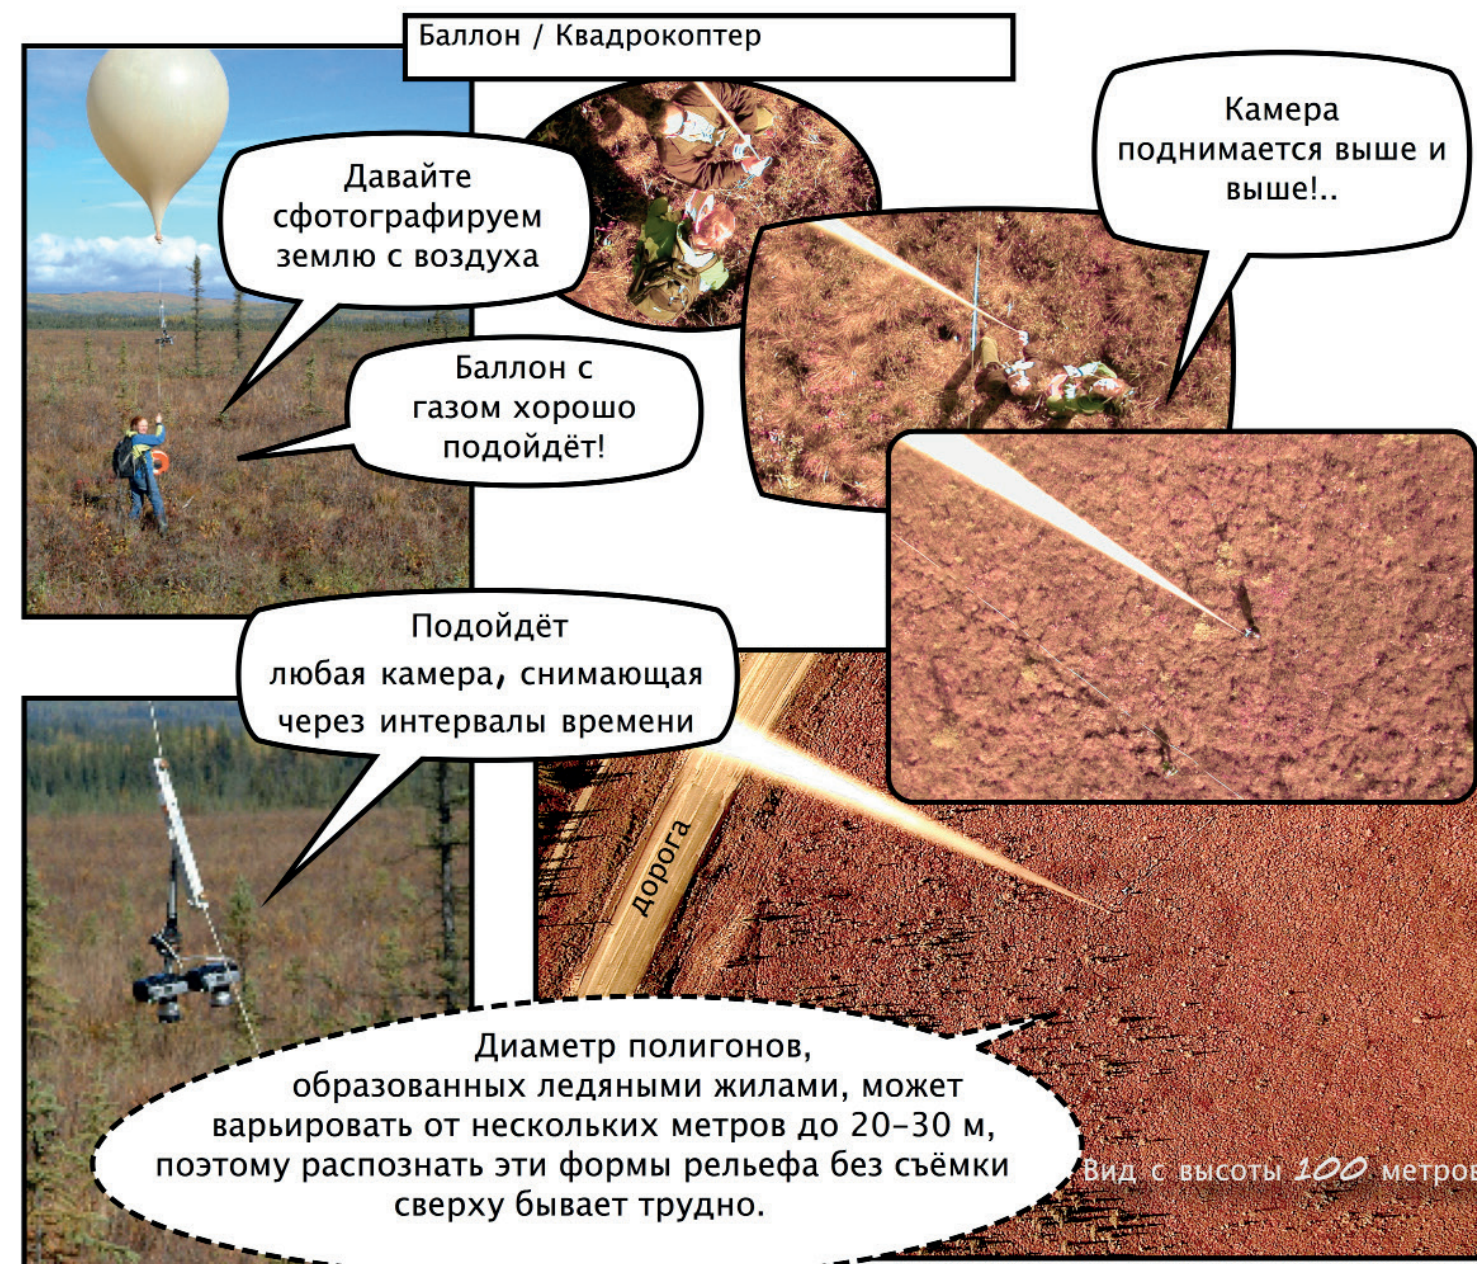 Баллон / Квадрокоптер
Давайте
сфотографируем
землю с воздуха
Баллон с
газом хорошо
подойдёт!
Камера
поднимается выше и
выше!..
Подойдёт
любая камера, снимающая
через интервалы времени
дорога
Диаметр полигонов,
образованных ледяными жилами, может
варьировать от нескольких метров до 20-30 м,
поэтому распознать эти формы рельефа без съёмки
сверху бывает трудно.
Вид с высоты 100 метров